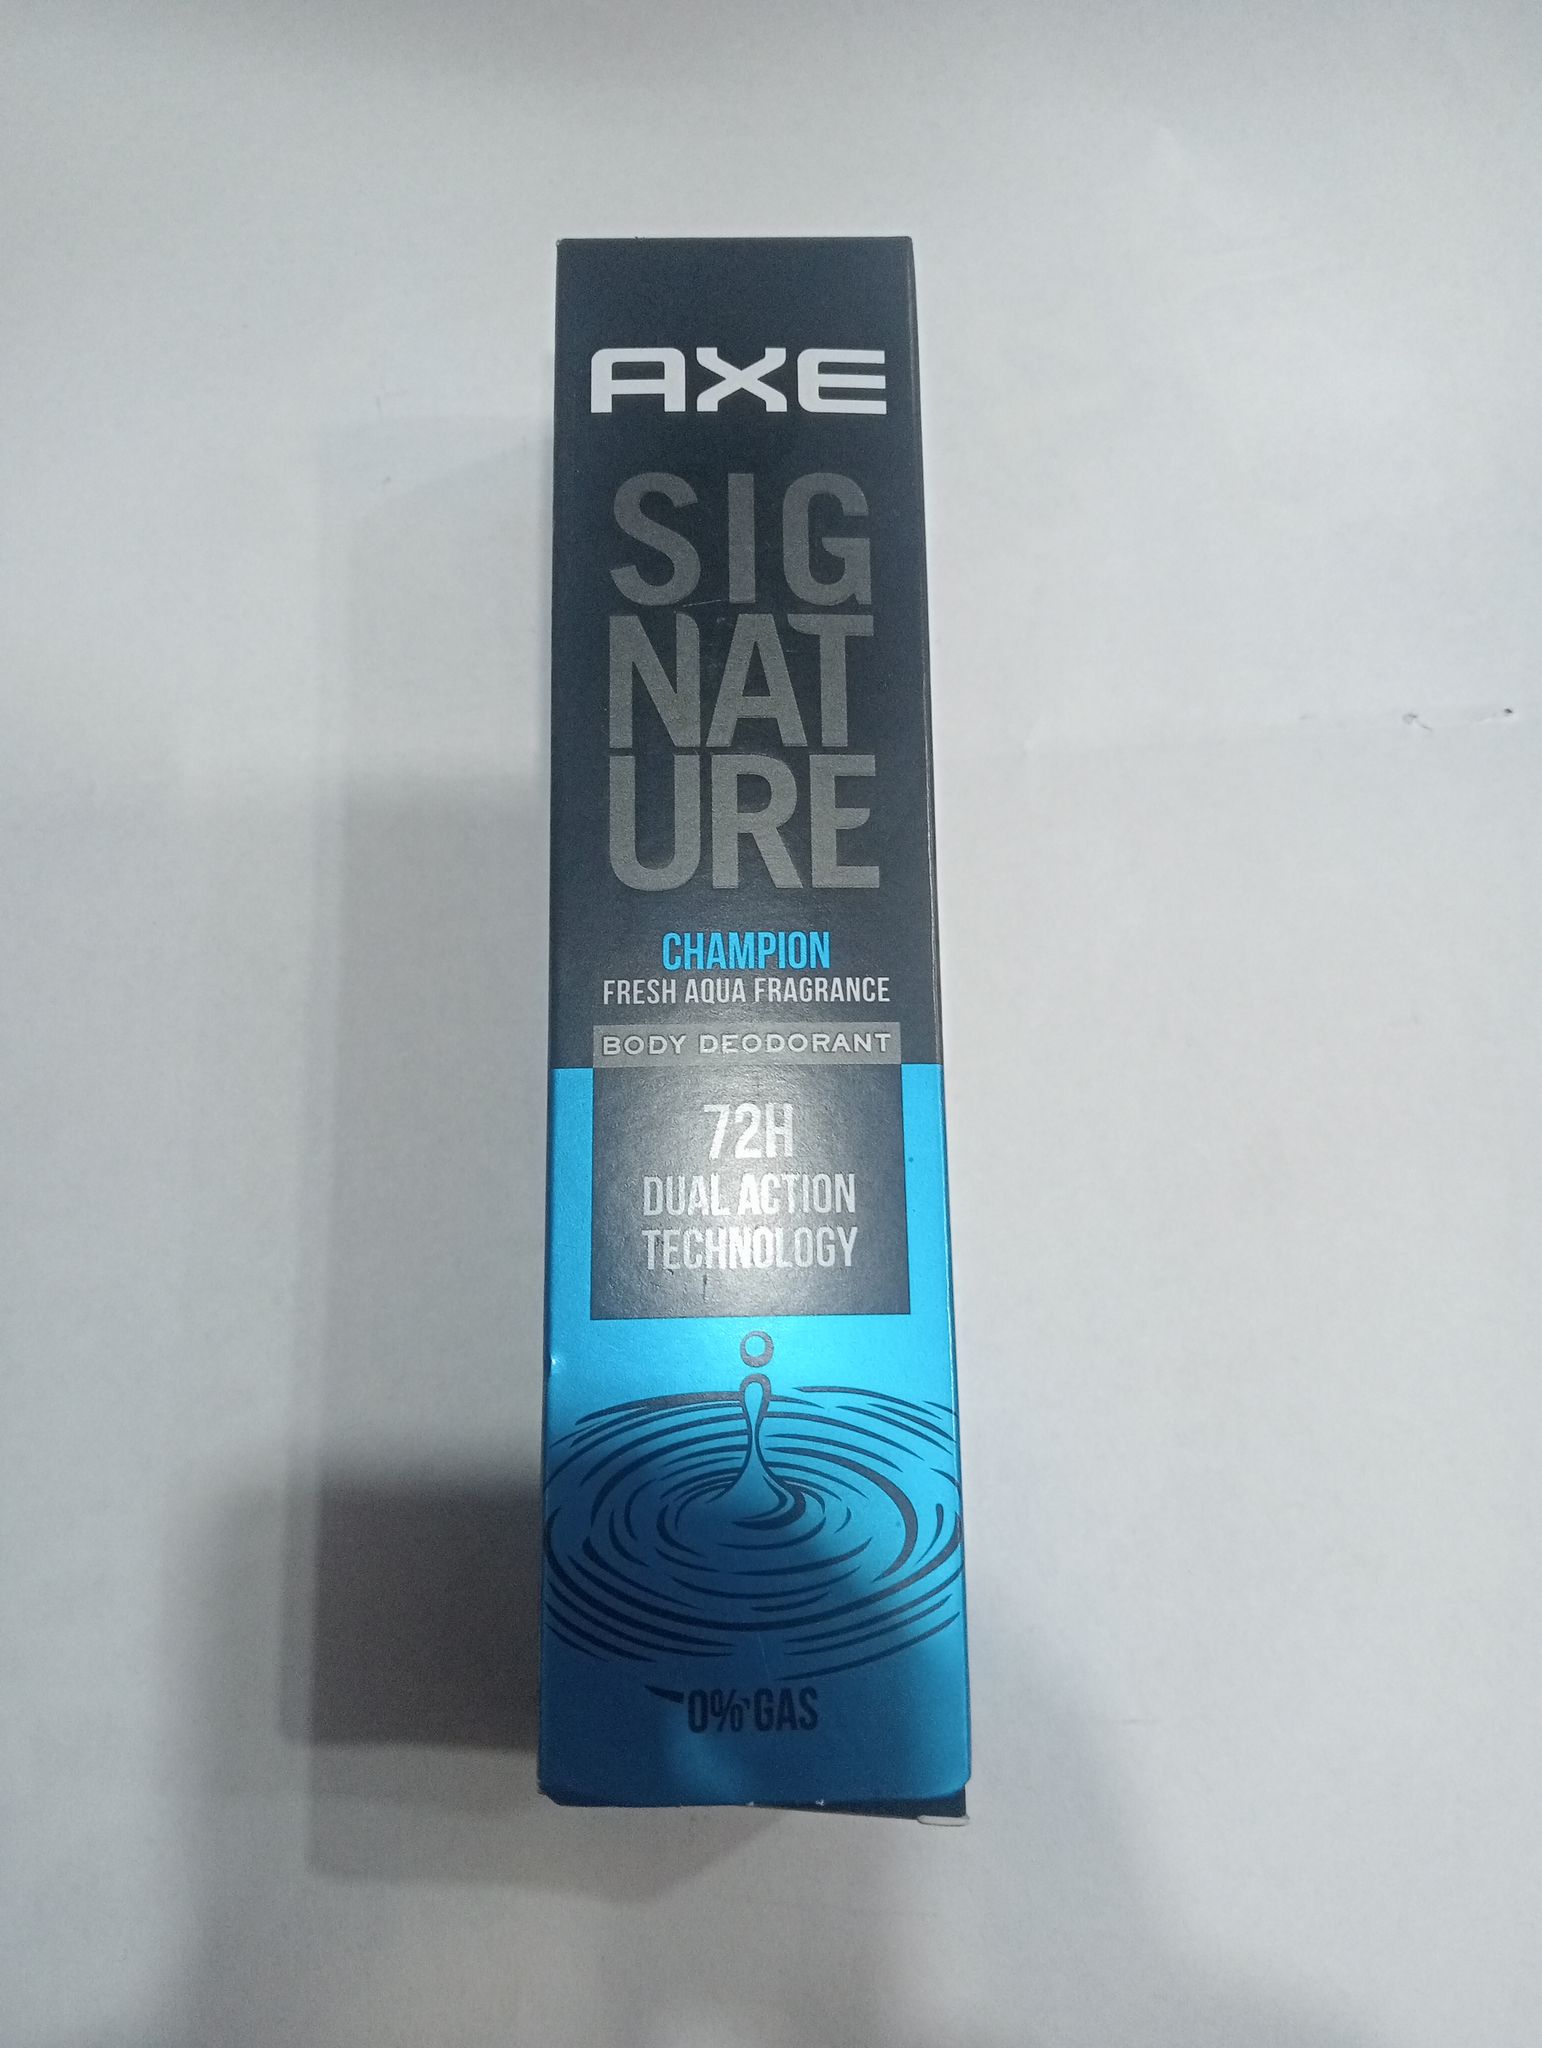 AXE
SIG
NAT
URE
CHAMPION
FRESH AQUA FRAGRANCE
BODY DEODORANT
72H
DUAL ACTION
TECHNOLOGY
0% GAS